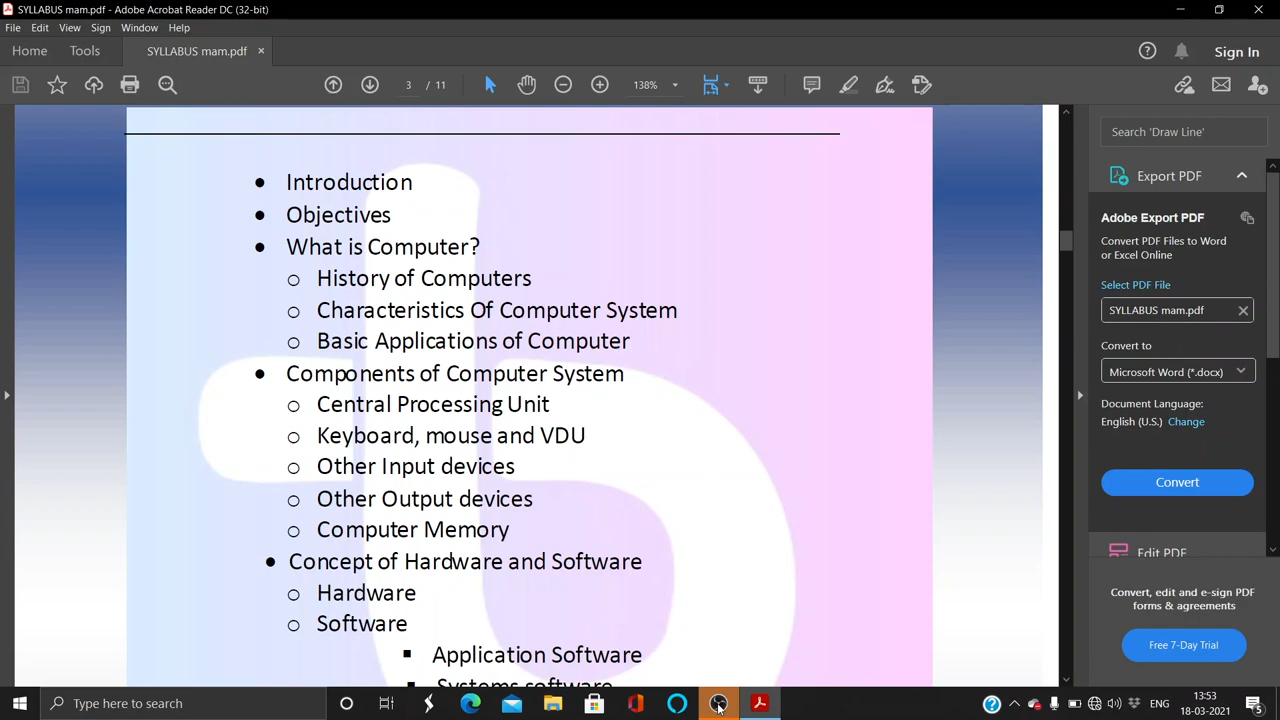 SYLLABUS mam.pdf - Adobe Acrobat Reader DC (32-bit)
File Edit View Sign Window Help
Home Tools SYLLABUS mam.pdf × Sign In
3 / 11 138%
Search 'Draw Line'
Export PDF
Adobe Export PDF
Convert PDF Files to Word
or Excel Online
Select PDF File
SYLLABUS mam.pdf
Convert to
Microsoft Word (*.docx)
Document Language:
English (U.S.) Change
Convert
Edit PDF
Convert, edit and e-sign PDF
forms & agreements
Free 7-Day Trial
• Introduction
• Objectives
• What is Computer?
o History of Computers
o Characteristics Of Computer System
o Basic Applications of Computer
• Components of Computer System
o Central Processing Unit
o Keyboard, mouse and VDU
o Other Input devices
o Other Output devices
o Computer Memory
• Concept of Hardware and Software
o Hardware
o Software
▪ Application Software
▪ Systems software
Type here to search
ENG
13:53
18-03-2021
5